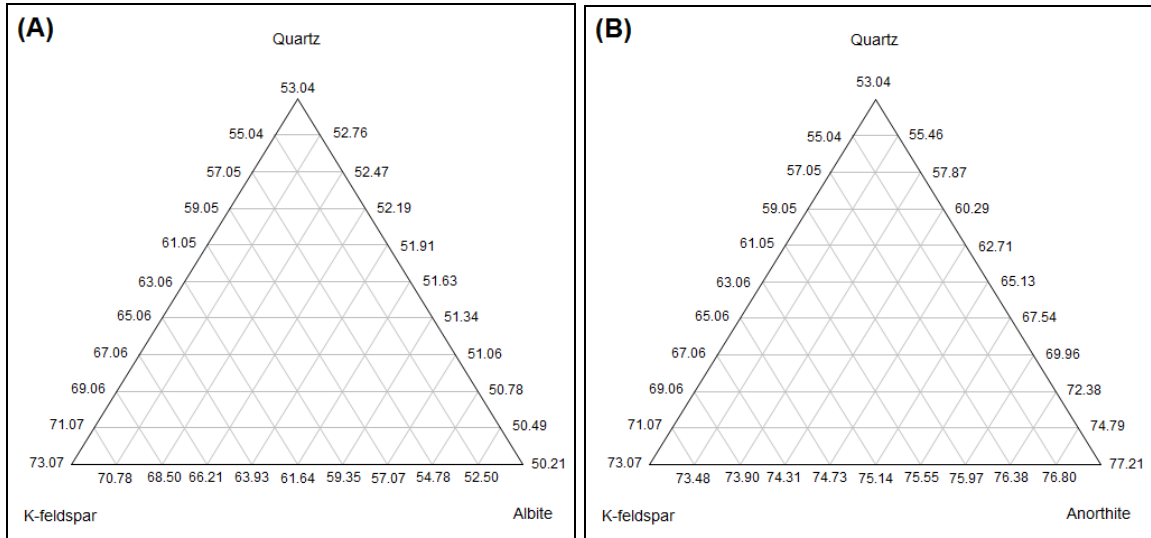 (A)
Quartz
53.04
55.04 52.76
57.05 52.47
59.05 52.19
61.05 51.91
63.06 51.63
65.06 51.34
67.06 51.06
69.06 50.78
71.07 50.49
73.07 50.21
70.78 68.50 66.21 63.93 61.64 59.35 57.07 54.78 52.50
K-feldspar Albite
(B)
Quartz
53.04
55.04 55.46
57.05 57.87
59.05 60.29
61.05 62.71
63.06 65.13
65.06 67.54
67.06 69.96
69.06 72.38
71.07 74.79
73.07 77.21
73.48 73.90 74.31 74.73 75.14 75.55 75.97 76.38 76.80
K-feldspar Anorthite